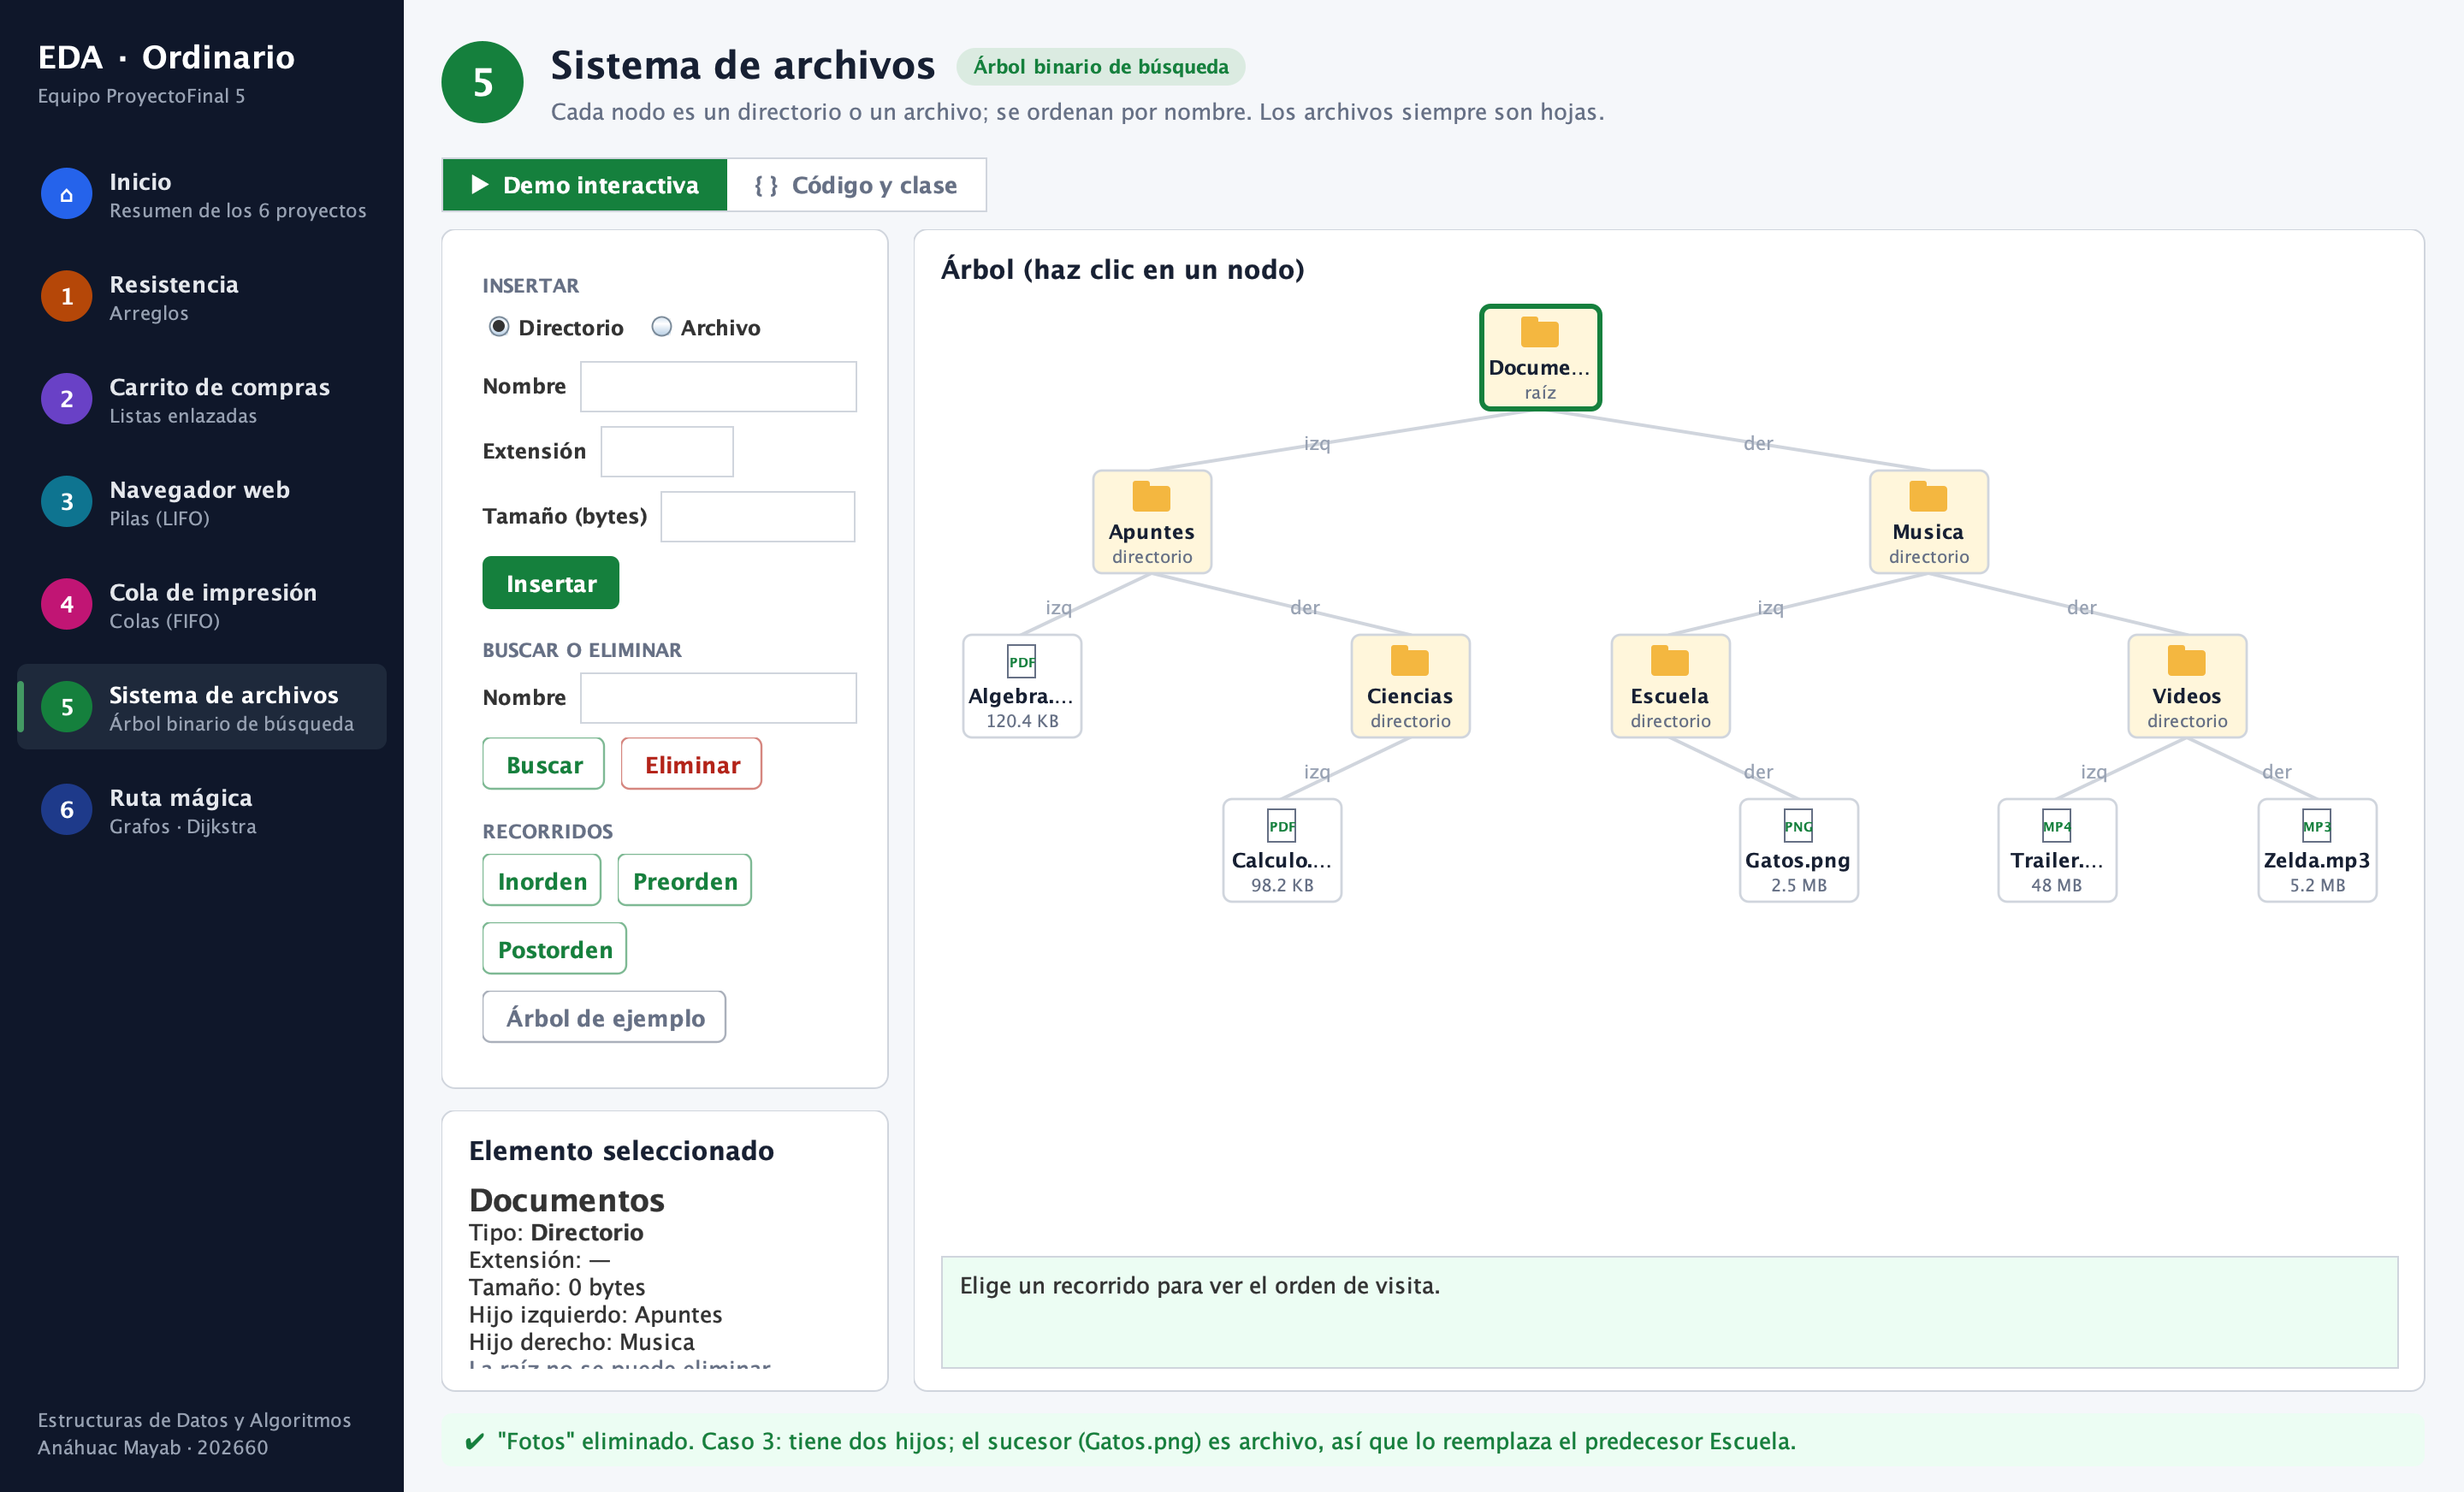 EDA · Ordinario
Equipo ProyectoFinal 5
Inicio
Resumen de los 6 proyectos
1
Resistencia
Arreglos
2
Carrito de compras
Listas enlazadas
3
Navegador web
Pilas (LIFO)
4
Cola de impresión
Colas (FIFO)
5
Sistema de archivos
Árbol binario de búsqueda
6
Ruta mágica
Grafos · Dijkstra
Estructuras de Datos y Algoritmos
Anáhuac Mayab · 202660
5
Sistema de archivos
Árbol binario de búsqueda
Cada nodo es un directorio o un archivo; se ordenan por nombre. Los archivos siempre son hojas.
▶ Demo interactiva
{ } Código y clase
INSERTAR
Directorio
Archivo
Nombre
Extensión
Tamaño (bytes)
Insertar
BUSCAR O ELIMINAR
Nombre
Buscar
Eliminar
RECORRIDOS
Inorden
Preorden
Postorden
Árbol de ejemplo
Elemento seleccionado
Documentos
Tipo: Directorio
Extensión: —
Tamaño: 0 bytes
Hijo izquierdo: Apuntes
Hijo derecho: Musica
La raíz no se puede eliminar
Árbol (haz clic en un nodo)
Docume...
raíz
izq
der
Apuntes
directorio
Musica
directorio
izq
der
izq
der
PDF
Algebra....
120.4 KB
Ciencias
directorio
Escuela
directorio
Videos
directorio
izq
der
izq
der
PDF
Calculo....
98.2 KB
PNG
Gatos.png
2.5 MB
MP4
Trailer....
48 MB
MP3
Zelda.mp3
5.2 MB
Elige un recorrido para ver el orden de visita.
✔ "Fotos" eliminado. Caso 3: tiene dos hijos; el sucesor (Gatos.png) es archivo, así que lo reemplaza el predecesor Escuela.